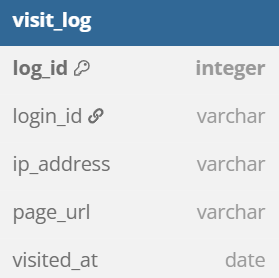 visit_log
log_id integer
login_id varchar
ip_address varchar
page_url varchar
visited_at date